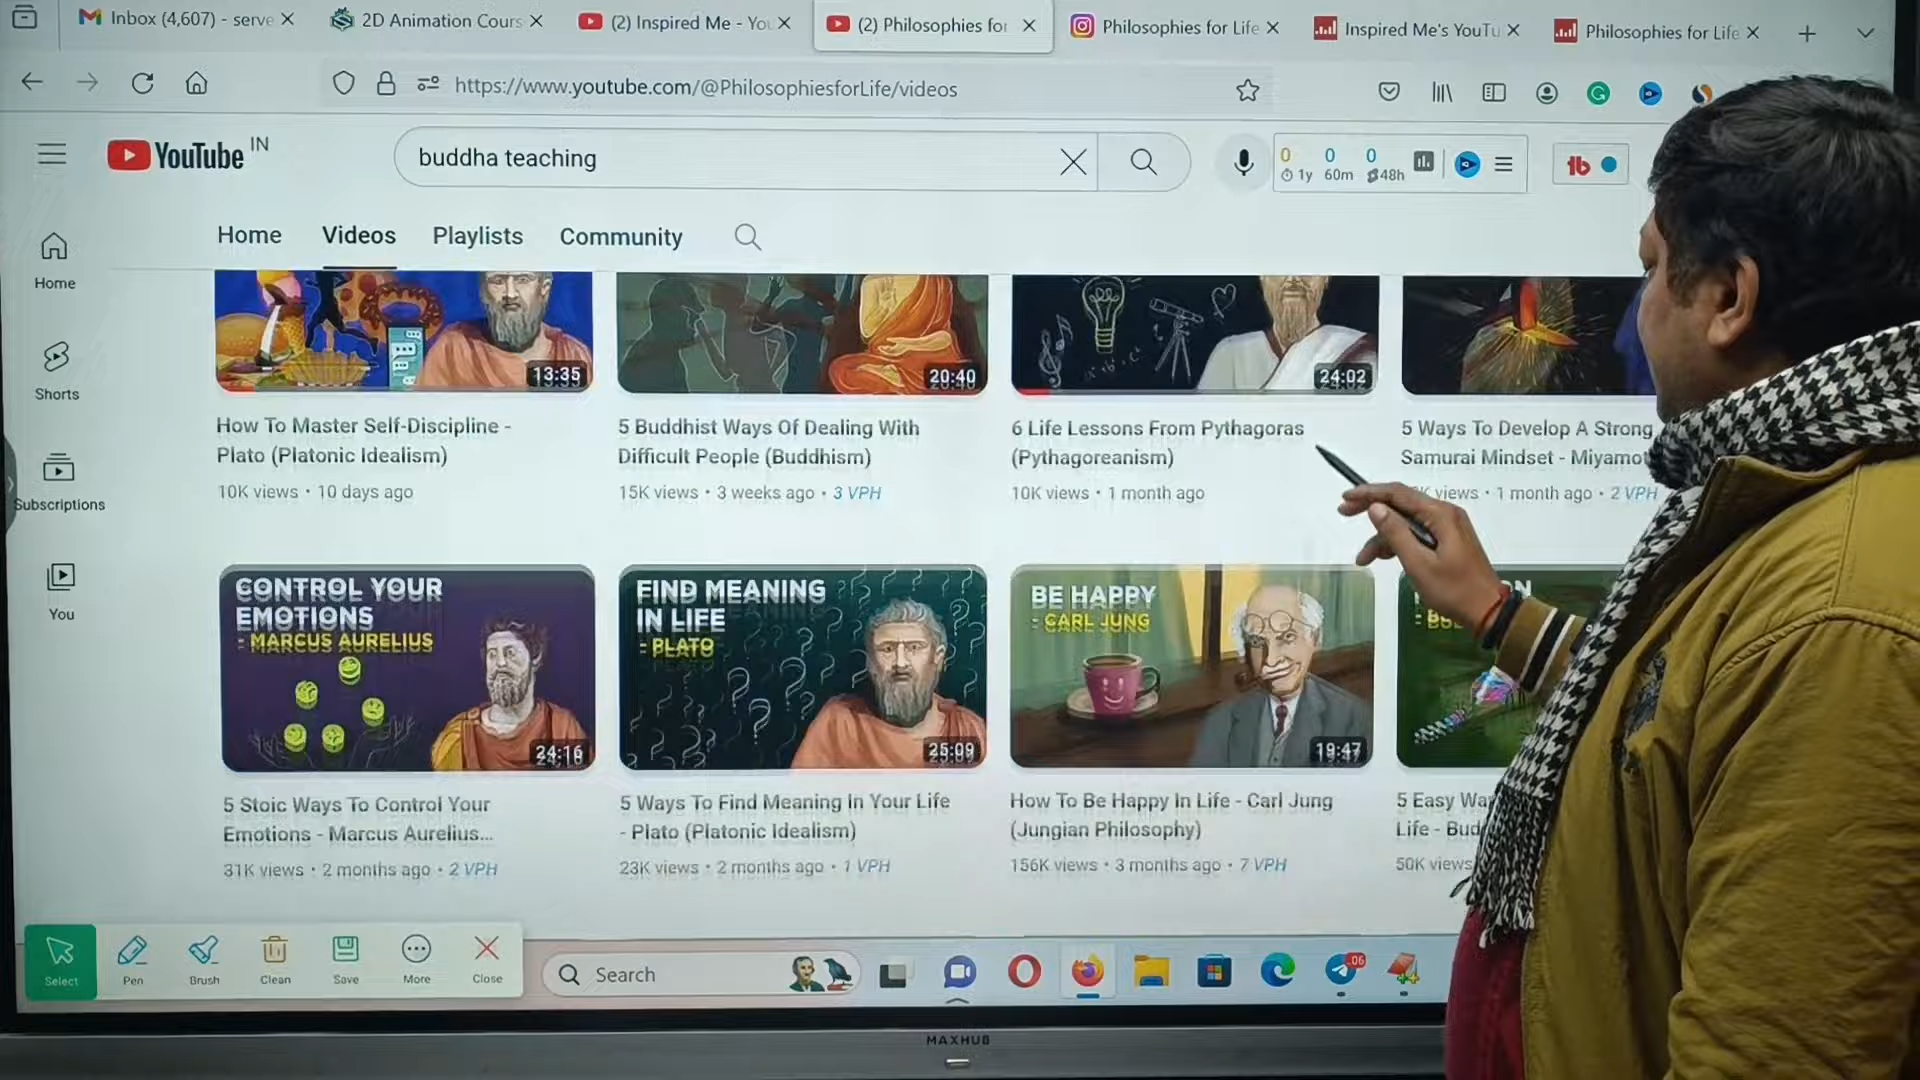 Inbox (4,607) - serve
2D Animation Cours
(2) Inspired Me - You
(2) Philosophies for
Philosophies for Life
Inspired Me's YouTu
Philosophies for Life
https://www.youtube.com/@PhilosophiesforLife/videos
YouTube IN
buddha teaching
0 0 0
1y 60m 48h
Home Videos Playlists Community
Home
Shorts
Subscriptions
You
13:35
20:40
24:02
How To Master Self-Discipline -
Plato (Platonic Idealism)
10K views • 10 days ago
5 Buddhist Ways Of Dealing With
Difficult People (Buddhism)
15K views • 3 weeks ago • 3 VPH
6 Life Lessons From Pythagoras
(Pythagoreanism)
10K views • 1 month ago
5 Ways To Develop A Strong
Samurai Mindset - Miyamot
views • 1 month ago • 2 VPH
CONTROL YOUR
EMOTIONS
- MARCUS AURELIUS
24:16
FIND MEANING
IN LIFE
- PLATO
25:09
BE HAPPY
- CARL JUNG
19:47
5 Stoic Ways To Control Your
Emotions - Marcus Aurelius...
31K views • 2 months ago • 2 VPH
5 Ways To Find Meaning In Your Life
- Plato (Platonic Idealism)
23K views • 2 months ago • 1 VPH
How To Be Happy In Life - Carl Jung
(Jungian Philosophy)
156K views • 3 months ago • 7 VPH
5 Easy Wa
Life - Bud
50K views
Select Pen Brush Clean Save More Close
Search
06
MAXHUB